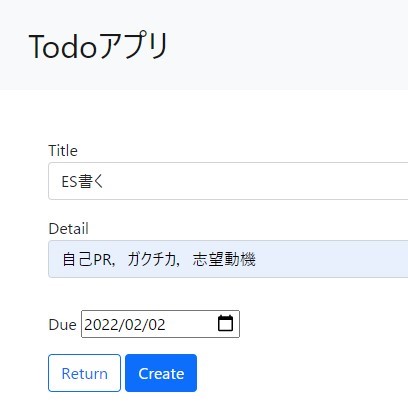 Todoアプリ
Title
ES書く
Detail
自己PR, ガクチカ, 志望動機
Due 2022/02/02
Return Create